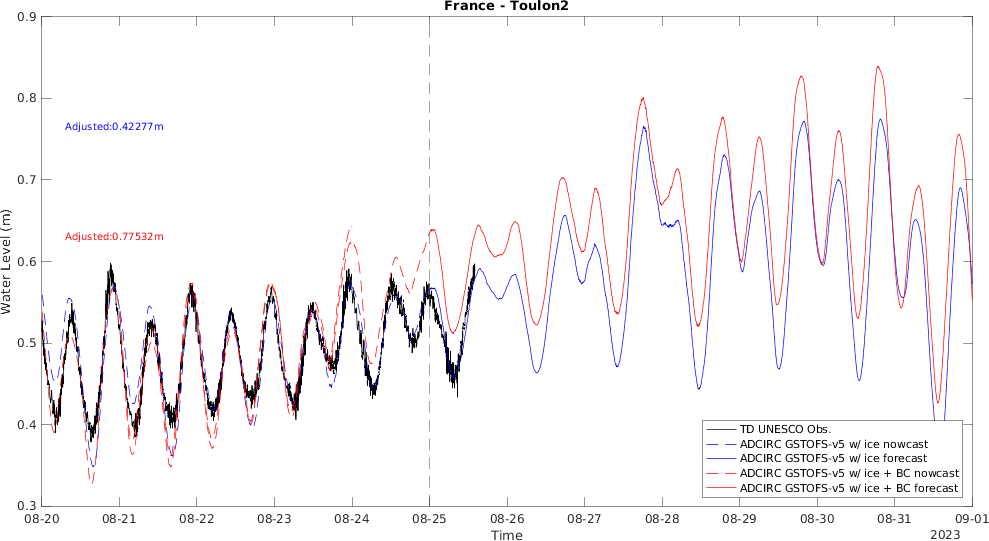 France - Toulon2
0.9
0.8
0.7
0.6
0.5
0.4
0.3
Water Level (m)
Adjusted:0.42277m
Adjusted:0.77532m
TD UNESCO Obs.
ADCIRC GSTOFS-v5 w/ ice nowcast
ADCIRC GSTOFS-v5 w/ ice forecast
ADCIRC GSTOFS-v5 w/ ice + BC nowcast
ADCIRC GSTOFS-v5 w/ ice + BC forecast
08-20 08-21 08-22 08-23 08-24 08-25 08-26 08-27 08-28 08-29 08-30 08-31 09-01
Time
2023